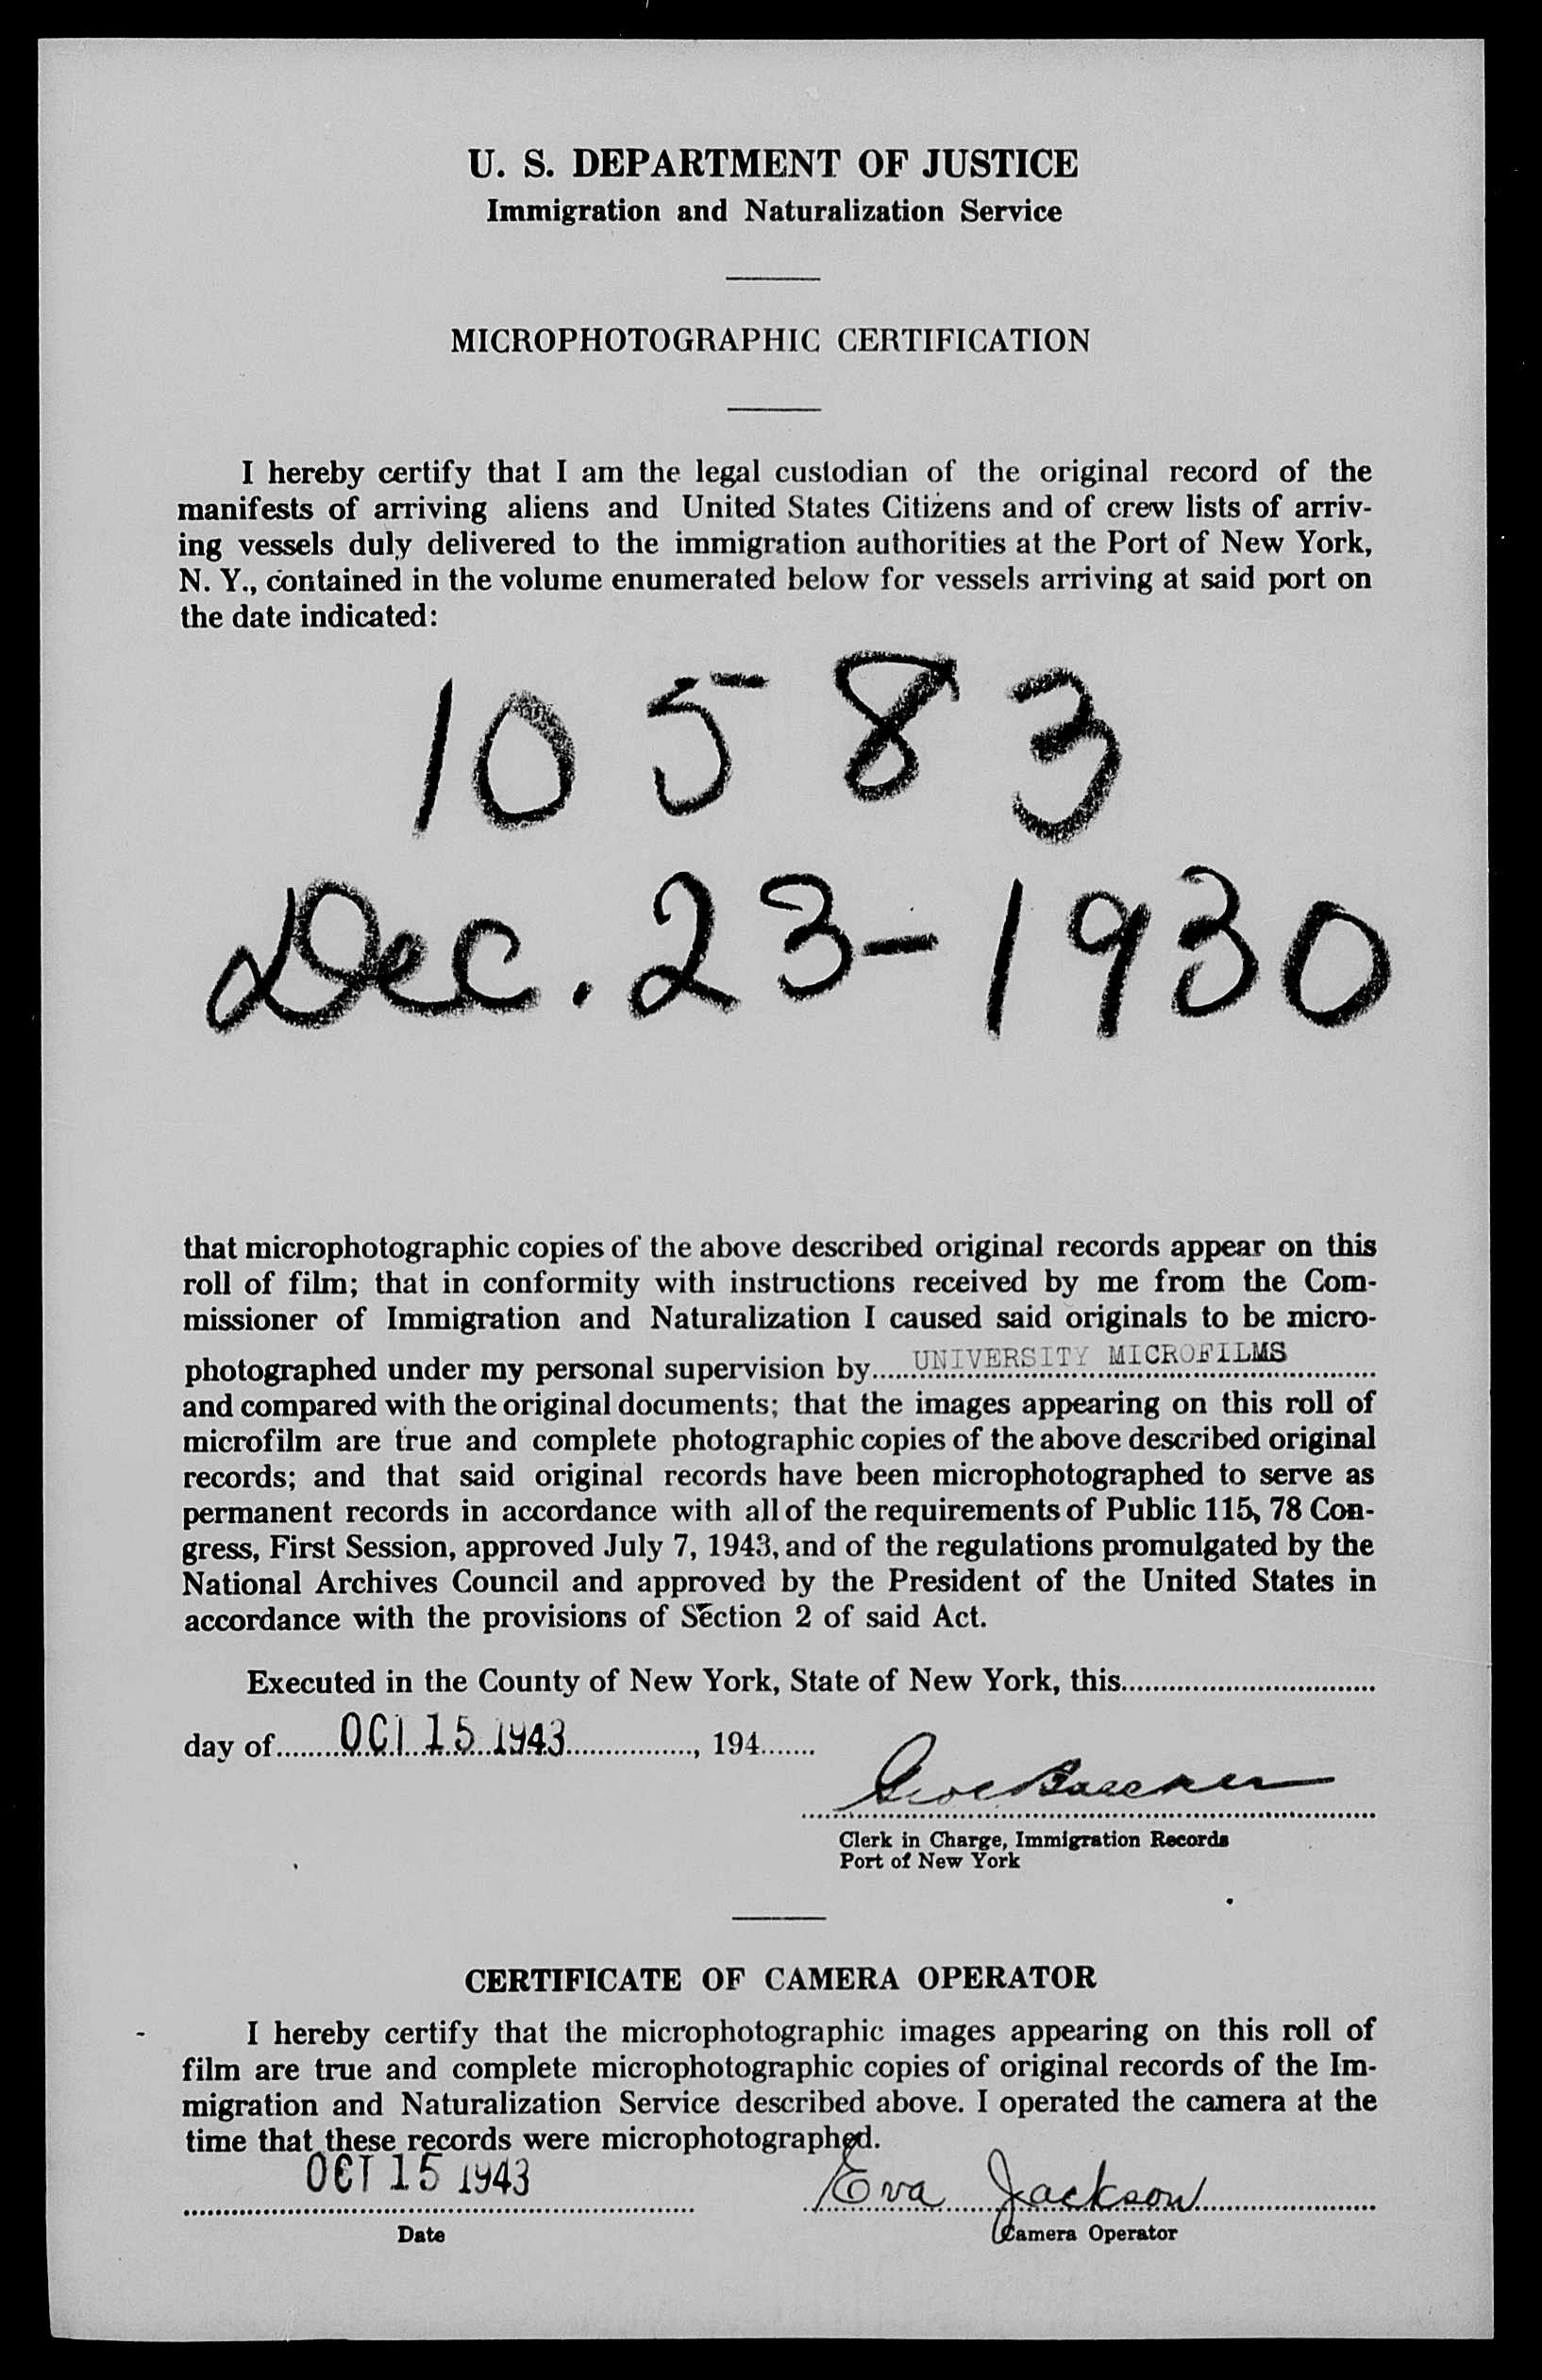 U. S. DEPARTMENT OF JUSTICE
Immigration and Naturalization Service
MICROPHOTOGRAPHIC CERTIFICATION
I hereby certify that I am the legal custodian of the original record of the
manifests of arriving aliens and United States Citizens and of crew lists of arriv-
ing vessels duly delivered to the immigration authorities at the Port of New York,
N. Y., contained in the volume enumerated below for vessels arriving at said port on
the date indicated:
10583
Dec. 23-1930
that microphotographic copies of the above described original records appear on this
roll of film; that in conformity with instructions received by me from the Com-
missioner of Immigration and Naturalization I caused said originals to be micro-
photographed under my personal supervision by UNIVERSITY MICROFILMS
and compared with the original documents; that the images appearing on this roll of
microfilm are true and complete photographic copies of the above described original
records; and that said original records have been microphotographed to serve as
permanent records in accordance with all of the requirements of Public 115, 78 Con-
gress, First Session, approved July 7, 1943, and of the regulations promulgated by the
National Archives Council and approved by the President of the United States in
accordance with the provisions of Section 2 of said Act.
Executed in the County of New York, State of New York, this
day of OCT 15 1943, 194
Clerk in Charge, Immigration Records
Port of New York
CERTIFICATE OF CAMERA OPERATOR
I hereby certify that the microphotographic images appearing on this roll of
film are true and complete microphotographic copies of original records of the Im-
migration and Naturalization Service described above. I operated the camera at the
time that these records were microphotographed.
OCT 15 1943 Eva Jackson
Date Camera Operator